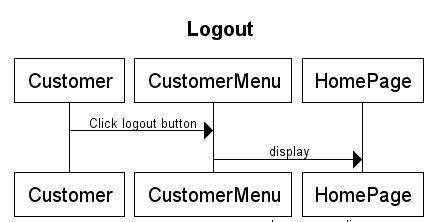 Logout
Customer CustomerMenu HomePage
Click logout button
display
Customer CustomerMenu HomePage